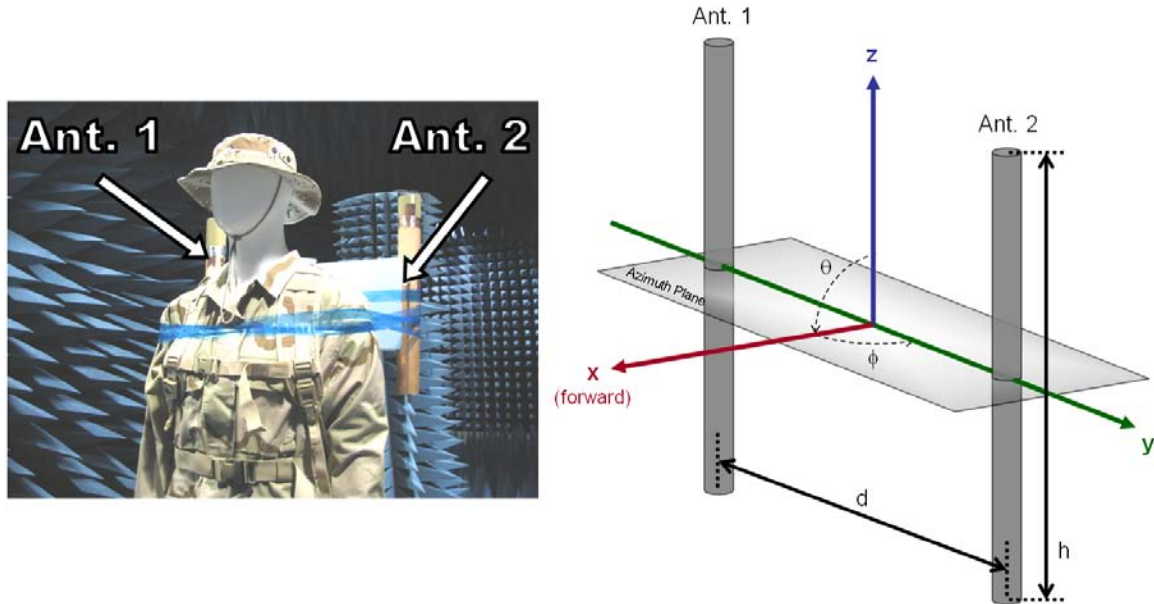 Ant. 1
Ant. 2
Ant. 1
z
Ant. 2
θ
Azimuth Plane
ϕ
x
(forward)
y
d
h